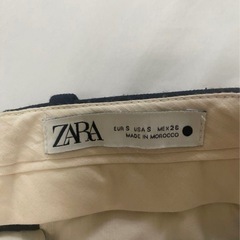 ZARA
EUR S USA S MEX 26
MADE IN MOROCCO